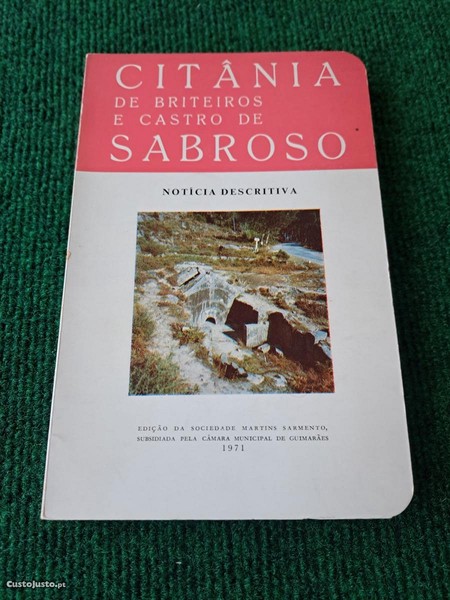 CITÂNIA
DE BRITEIROS
E CASTRO DE
SABROSO
NOTÍCIA DESCRITIVA
EDIÇÃO DA SOCIEDADE MARTINS SARMENTO,
SUBSIDIADA PELA CÂMARA MUNICIPAL DE GUIMARÃES
1971
CustoJusto.pt